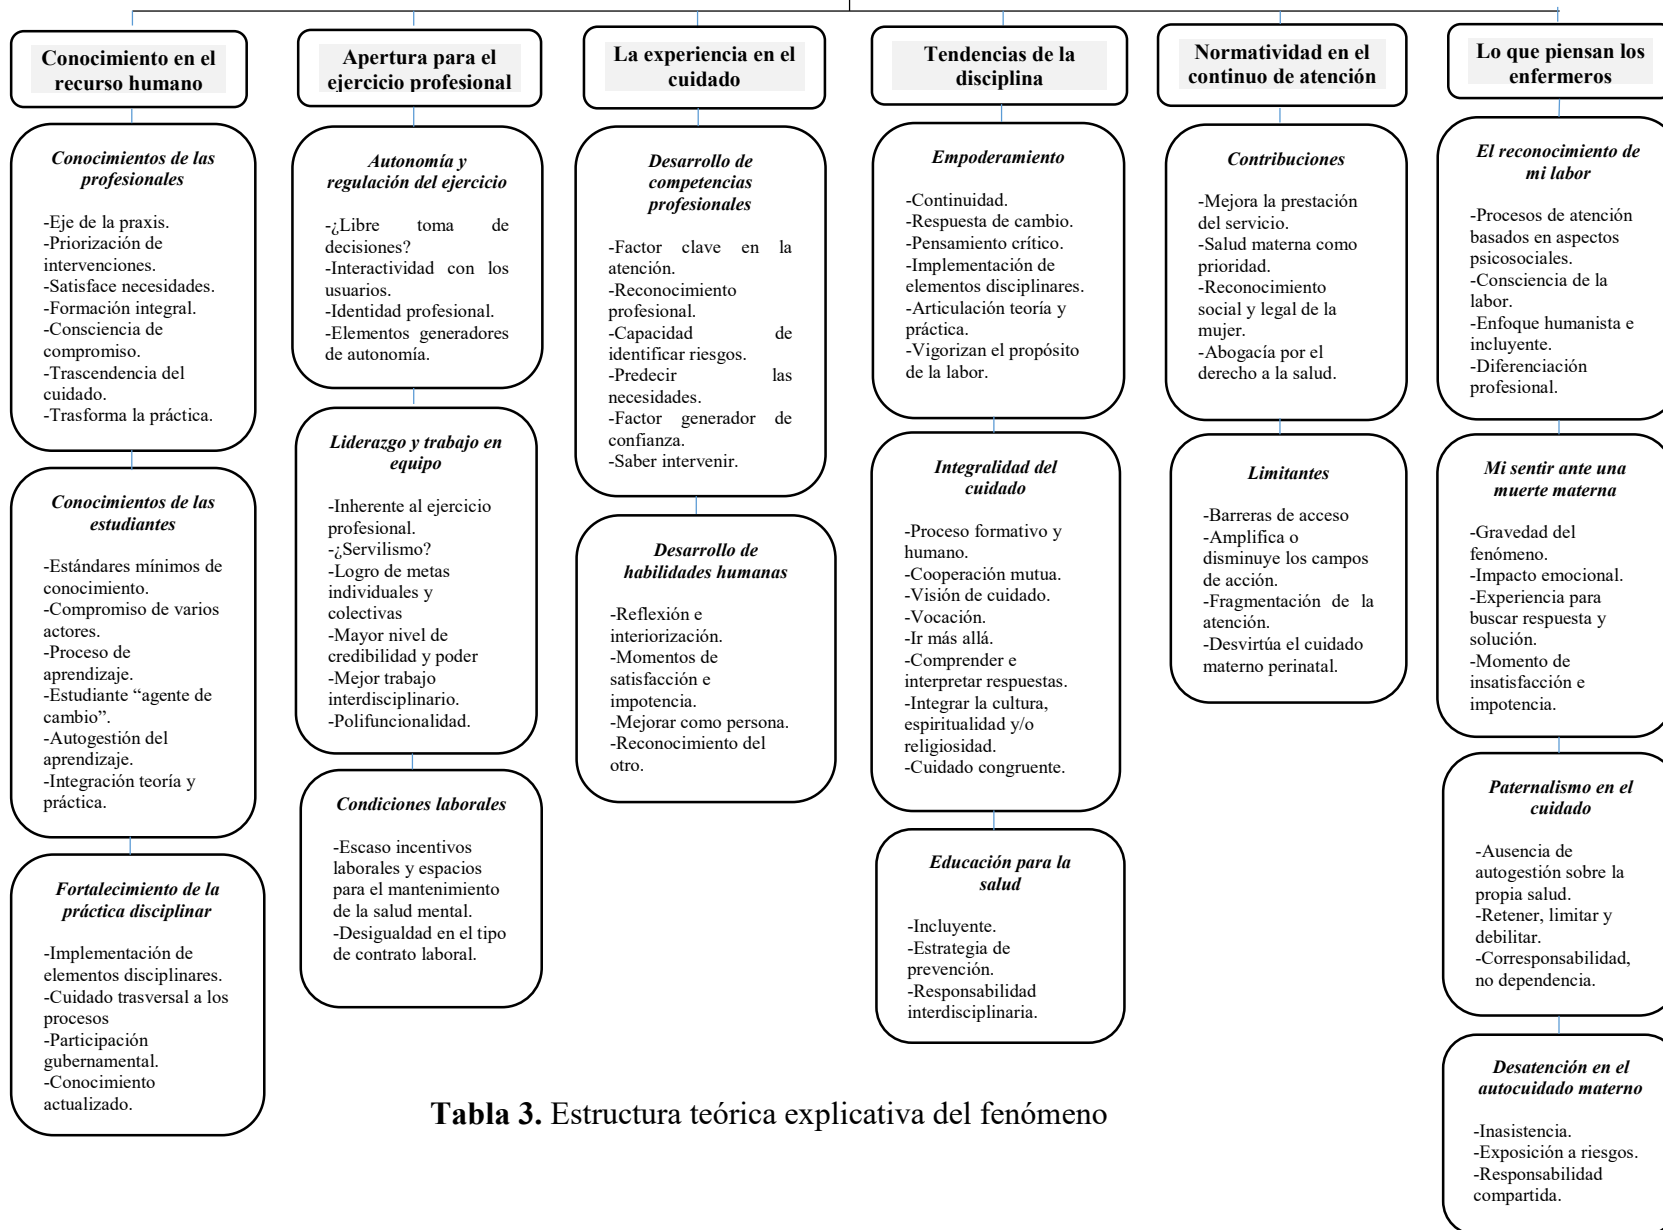 Conocimiento en el
recurso humano
Conocimientos de las
profesionales
-Eje de la praxis.
-Priorización de
intervenciones.
-Satisface necesidades.
-Formación integral.
-Consciencia de
compromiso.
-Trascendencia del
cuidado.
-Trasforma la práctica.
Conocimientos de las
estudiantes
-Estándares mínimos de
conocimiento.
-Compromiso de varios
actores.
-Proceso de
aprendizaje.
-Estudiante “agente de
cambio”.
-Autogestión del
aprendizaje.
-Integración teoría y
práctica.
Fortalecimiento de la
práctica disciplinar
-Implementación de
elementos disciplinares.
-Cuidado trasversal a los
procesos
-Participación
gubernamental.
-Conocimiento
actualizado.
Apertura para el
ejercicio profesional
Autonomía y
regulación del ejercicio
-¿Libre toma de
decisiones?
-Interactividad con los
usuarios.
-Identidad profesional.
-Elementos generadores
de autonomía.
Liderazgo y trabajo en
equipo
-Inherente al ejercicio
profesional.
-¿Servilismo?
-Logro de metas
individuales y
colectivas
-Mayor nivel de
credibilidad y poder
-Mejor trabajo
interdisciplinario.
-Polifuncionalidad.
Condiciones laborales
-Escaso incentivos
laborales y espacios
para el mantenimiento
de la salud mental.
-Desigualdad en el tipo
de contrato laboral.
La experiencia en el
cuidado
Desarrollo de
competencias
profesionales
-Factor clave en la
atención.
-Reconocimiento
profesional.
-Capacidad de
identificar riesgos.
-Predecir las
necesidades.
-Factor generador de
confianza.
-Saber intervenir.
Desarrollo de
habilidades humanas
-Reflexión e
interiorización.
-Momentos de
satisfacción e
impotencia.
-Mejorar como persona.
-Reconocimiento del
otro.
Tendencias de la
disciplina
Empoderamiento
-Continuidad.
-Respuesta de cambio.
-Pensamiento crítico.
-Implementación de
elementos disciplinares.
-Articulación teoría y
práctica.
-Vigorizan el propósito
de la labor.
Integralidad del
cuidado
-Proceso formativo y
humano.
-Cooperación mutua.
-Visión de cuidado.
-Vocación.
-Ir más allá.
-Comprender e
interpretar respuestas.
-Integrar la cultura,
espiritualidad y/o
religiosidad.
-Cuidado congruente.
Educación para la
salud
-Incluyente.
-Estrategia de
prevención.
-Responsabilidad
interdisciplinaria.
Normatividad en el
continuo de atención
Contribuciones
-Mejora la prestación
del servicio.
-Salud materna como
prioridad.
-Reconocimiento
social y legal de la
mujer.
-Abogacía por el
derecho a la salud.
Limitantes
-Barreras de acceso
-Amplifica o
disminuye los campos
de acción.
-Fragmentación de la
atención.
-Desvirtúa el cuidado
materno perinatal.
Lo que piensan los
enfermeros
El reconocimiento de
mi labor
-Procesos de atención
basados en aspectos
psicosociales.
-Consciencia de la
labor.
-Enfoque humanista e
incluyente.
-Diferenciación
profesional.
Mi sentir ante una
muerte materna
-Gravedad del
fenómeno.
-Impacto emocional.
-Experiencia para
buscar respuesta y
solución.
-Momento de
insatisfacción e
impotencia.
Paternalismo en el
cuidado
-Ausencia de
autogestión sobre la
propia salud.
-Retener, limitar y
debilitar.
-Corresponsabilidad,
no dependencia.
Desatención en el
autocuidado materno
-Inasistencia.
-Exposición a riesgos.
-Responsabilidad
compartida.
Tabla 3. Estructura teórica explicativa del fenómeno